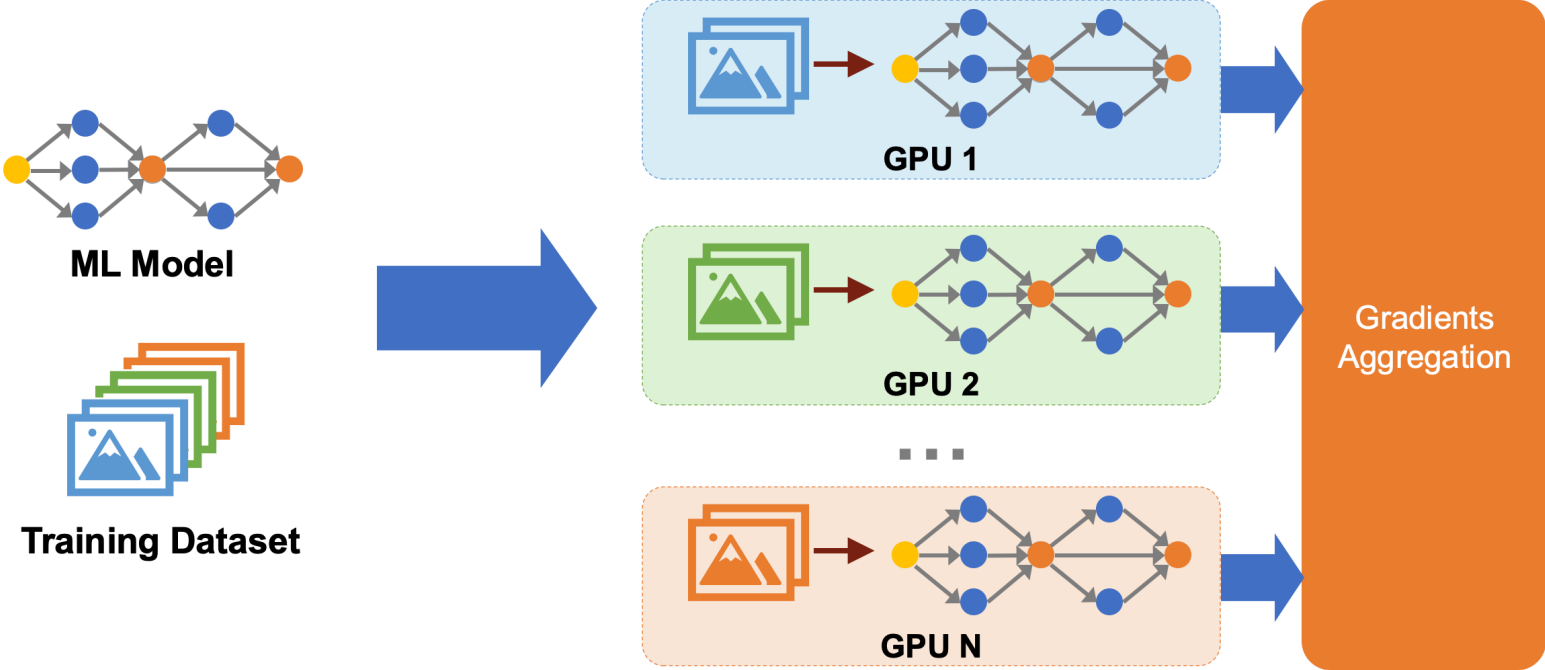 ML Model
Training Dataset
GPU 1
GPU 2
...
GPU N
Gradients
Aggregation